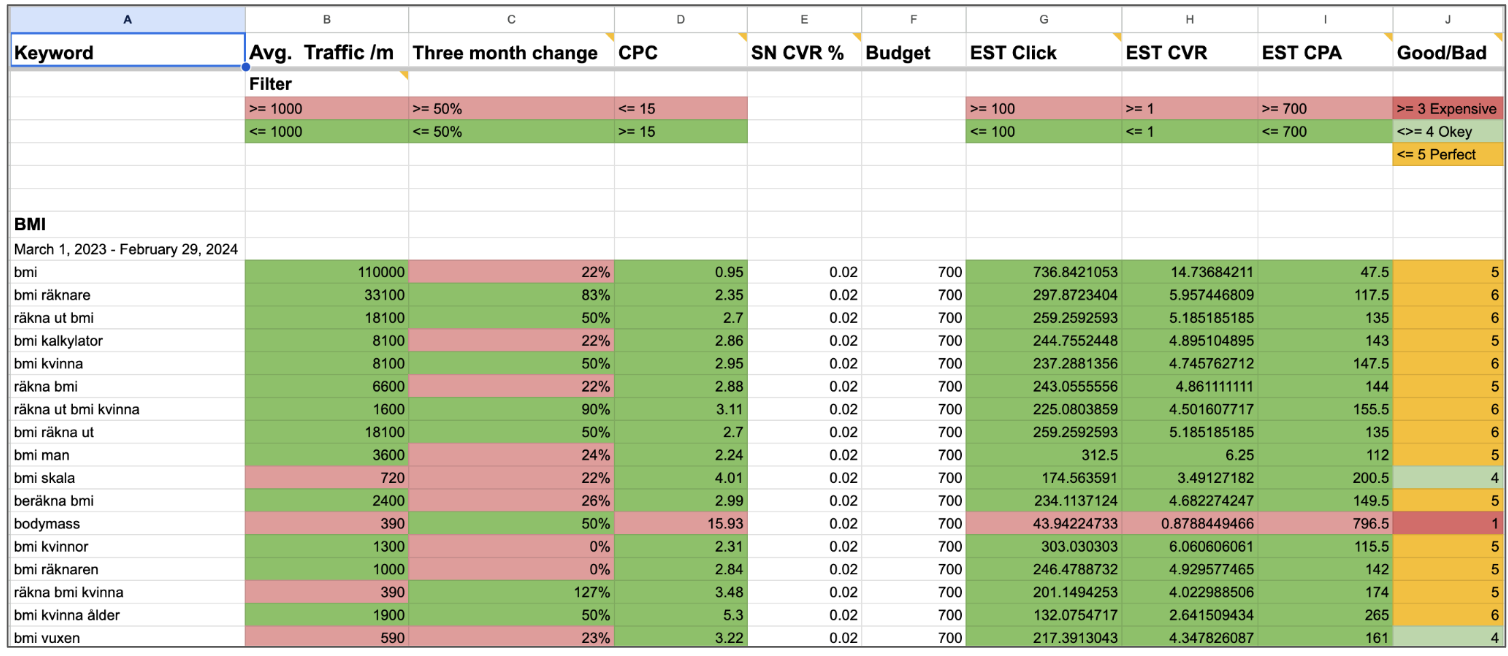 A B C D E F G H I J
Keyword Avg. Traffic /m Three month change CPC SN CVR % Budget EST Click EST CVR EST CPA Good/Bad
Filter
>= 1000 >= 50% <= 15 >= 100 >= 1 >= 700 >= 3 Expensive
<= 1000 <= 50% >= 15 <= 100 <= 1 <= 700 <>= 4 Okey
<= 5 Perfect
BMI
March 1, 2023 - February 29, 2024
bmi 110000 22% 0.95 0.02 700 736.8421053 14.73684211 47.5 5
bmi räknare 33100 83% 2.35 0.02 700 297.8723404 5.957446809 117.5 6
räkna ut bmi 18100 50% 2.7 0.02 700 259.2592593 5.185185185 135 6
bmi kalkylator 8100 22% 2.86 0.02 700 244.7552448 4.895104895 143 5
bmi kvinna 8100 50% 2.95 0.02 700 237.2881356 4.745762712 147.5 6
räkna bmi 6600 22% 2.88 0.02 700 243.0555556 4.861111111 144 5
räkna ut bmi kvinna 1600 90% 3.11 0.02 700 225.0803859 4.501607717 155.5 6
bmi räkna ut 18100 50% 2.7 0.02 700 259.2592593 5.185185185 135 6
bmi man 3600 24% 2.24 0.02 700 312.5 6.25 112 5
bmi skala 720 22% 4.01 0.02 700 174.563591 3.49127182 200.5 4
beräkna bmi 2400 26% 2.99 0.02 700 234.1137124 4.682274247 149.5 5
bodymass 390 50% 15.93 0.02 700 43.94224733 0.8788449466 796.5 1
bmi kvinnor 1300 0% 2.31 0.02 700 303.030303 6.060606061 115.5 5
bmi räknaren 1000 0% 2.84 0.02 700 246.4788732 4.929577465 142 5
räkna bmi kvinna 390 127% 3.48 0.02 700 201.1494253 4.022988506 174 5
bmi kvinna ålder 1900 50% 5.3 0.02 700 132.0754717 2.641509434 265 6
bmi vuxen 590 23% 3.22 0.02 700 217.3913043 4.347826087 161 4